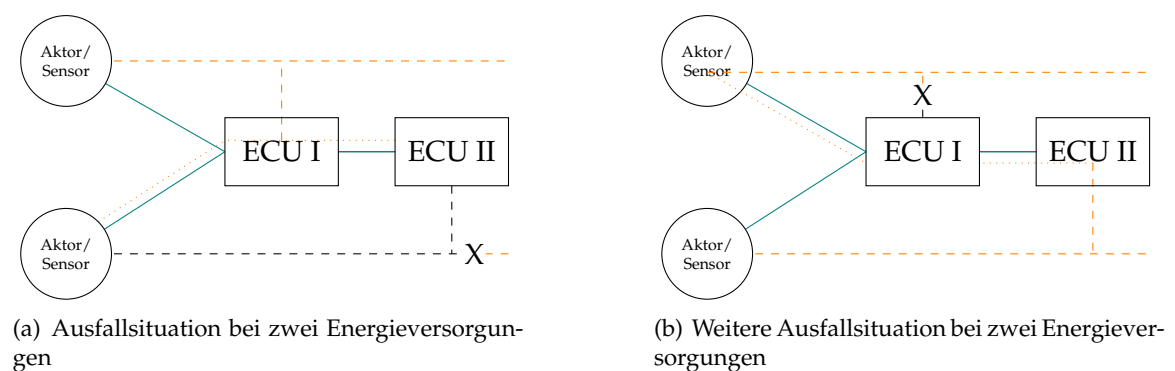 Aktor/
Sensor
ECU I
ECU II
Aktor/
Sensor
X
(a) Ausfallsituation bei zwei Energieversorgun-
gen
Aktor/
Sensor
X
ECU I
ECU II
Aktor/
Sensor
(b) Weitere Ausfallsituation bei zwei Energiever-
sorgungen